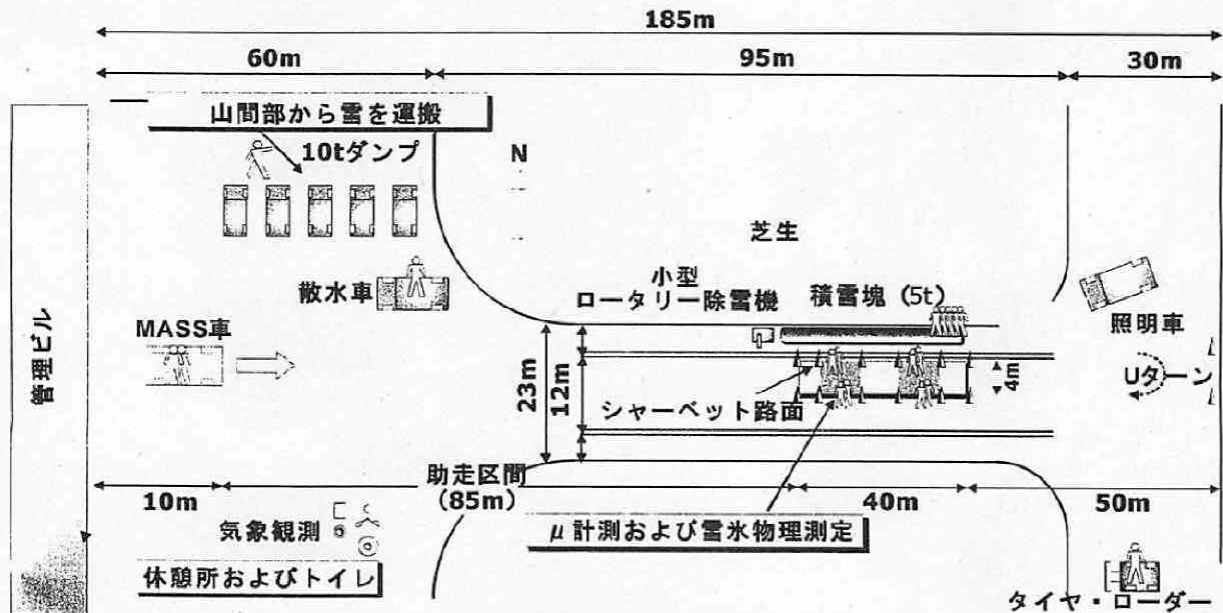 185m
60m
95m
30m
山間部から雪を運搬
10tダンプ
N
芝生
散水車
小型
ロータリー除雪機
積雪塊 (5t)
照明車
MASS車
管理ビル
23m
12m
4m
Uターン
シャーベット路面
助走区間
(85m)
10m
40m
50m
気象観測
μ計測および雪氷物理測定
休憩所およびトイレ
タイヤ・ローダー